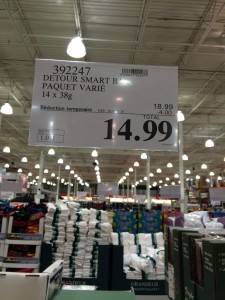 392247
DETOUR SMART B
PAQUET VARIÉ
14 x 38g
18.99
Réduction temporaire -4.00
TOTAL
14.99